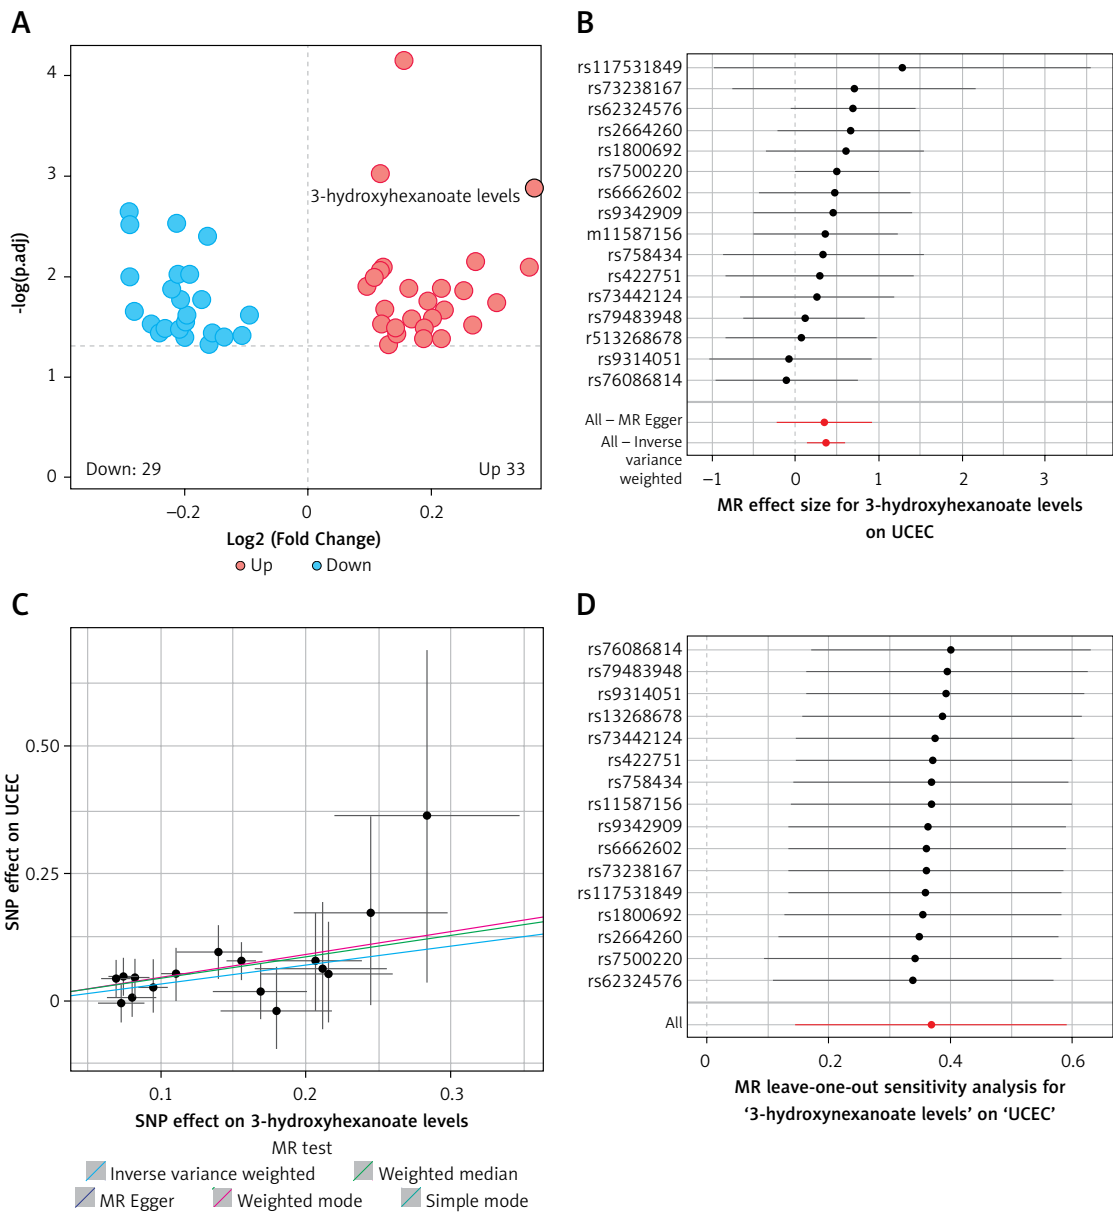 A
4
3
2
1
0
-log(p.adj)
3-hydroxyhexanoate levels
Down: 29
Up 33
−0.2
0
0.2
Log2 (Fold Change)
Up
Down
B
rs117531849
rs73238167
rs62324576
rs2664260
rs1800692
rs7500220
rs6662602
rs9342909
m11587156
rs758434
rs422751
rs73442124
rs79483948
r513268678
rs9314051
rs76086814
All – MR Egger
All – Inverse
variance
weighted
−1
0
1
2
3
MR effect size for 3-hydroxyhexanoate levels
on UCEC
C
0.50
0.25
0
SNP effect on UCEC
0.1
0.2
0.3
SNP effect on 3-hydroxyhexanoate levels
MR test
Inverse variance weighted
Weighted median
MR Egger
Weighted mode
Simple mode
D
rs76086814
rs79483948
rs9314051
rs13268678
rs73442124
rs422751
rs758434
rs11587156
rs9342909
rs6662602
rs73238167
rs117531849
rs1800692
rs2664260
rs7500220
rs62324576
All
0
0.2
0.4
0.6
MR leave-one-out sensitivity analysis for
‘3-hydroxynexanoate levels’ on ‘UCEC’